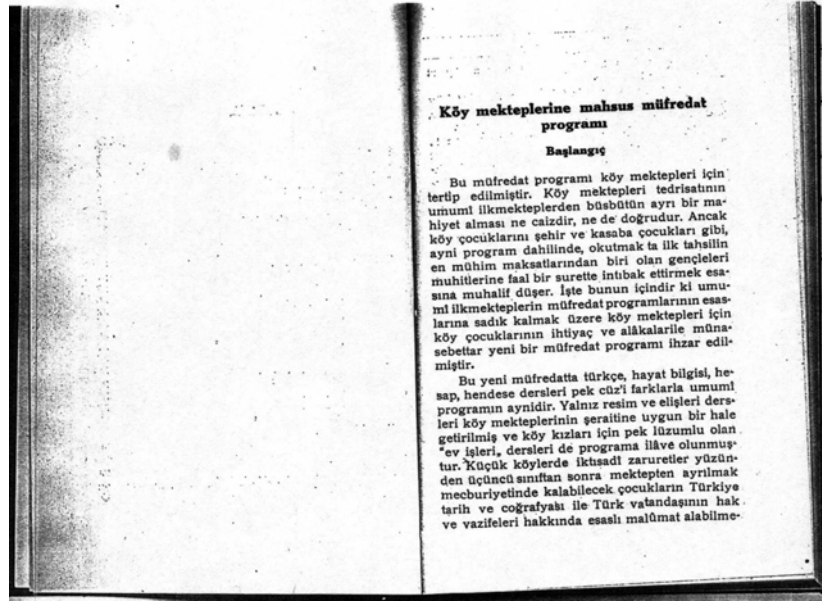 Köy mekteplerine mahsus müfredat
programı
Başlangıç
Bu müfredat programı köy mektepleri için
tertip edilmiştir. Köy mektepleri tedrisatının
umumî ilkmekteplerden büsbütün ayrı bir ma-
hiyet alması ne caizdir, ne de doğrudur. Ancak
köy çocuklarını şehir ve kasaba çocukları gibi,
ayni program dahilinde, okutmak ta ilk tahsilin
en mühim maksatlarından biri olan gençleleri
muhitlerine faal bir surette intıbak ettirmek esa-
sına muhalif düşer. İşte bunun içindir ki umu-
mî ilkmekteplerin müfredat programlarının esas-
larına sadık kalmak üzere köy mektepleri için
köy çocuklarının ihtiyaç ve alâkalarile müna-
sebettar yeni bir müfredat programı ihzar edil-
miştir.
Bu yeni müfredatta türkçe, hayat bilgisi, he-
sap, hendese dersleri pek cüz'i farklarla umumî
programın aynidir. Yalnız resim ve elişleri ders-
leri köy mekteplerinin şeraitine uygun bir hale
getirilmiş ve köy kızları için pek lüzumlu olan
"ev işleri„ dersleri de programa ilâve olunmuş-
tur. Küçük köylerde iktısadî zaruretler yüzün-
den üçüncü sınıftan sonra mektepten ayrılmak
mecburiyetinde kalabilecek çocukların Türkiye
tarih ve coğrafyası ile Türk vatandaşının hak
ve vazifeleri hakkında esaslı malûmat alabilme-